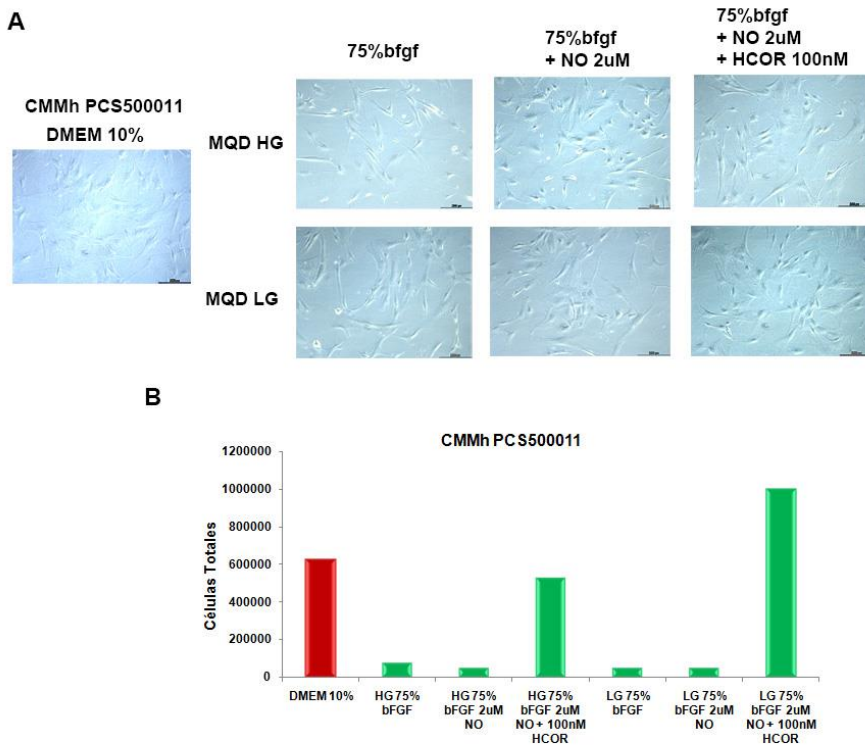 A
75%bfgf
75%bfgf
+ NO 2uM
75%bfgf
+ NO 2uM
+ HCOR 100nM
CMMh PCS500011
DMEM 10%
MQD HG
MQD LG
B
CMMh PCS500011
Células Totales
1200000
1000000
800000
600000
400000
200000
0
DMEM 10%
HG 75%
bFGF
HG 75%
bFGF 2uM
NO
HG 75%
bFGF 2uM
NO + 100nM
HCOR
LG 75%
bFGF
LG 75%
bFGF 2uM
NO
LG 75%
bFGF 2uM
NO + 100nM
HCOR